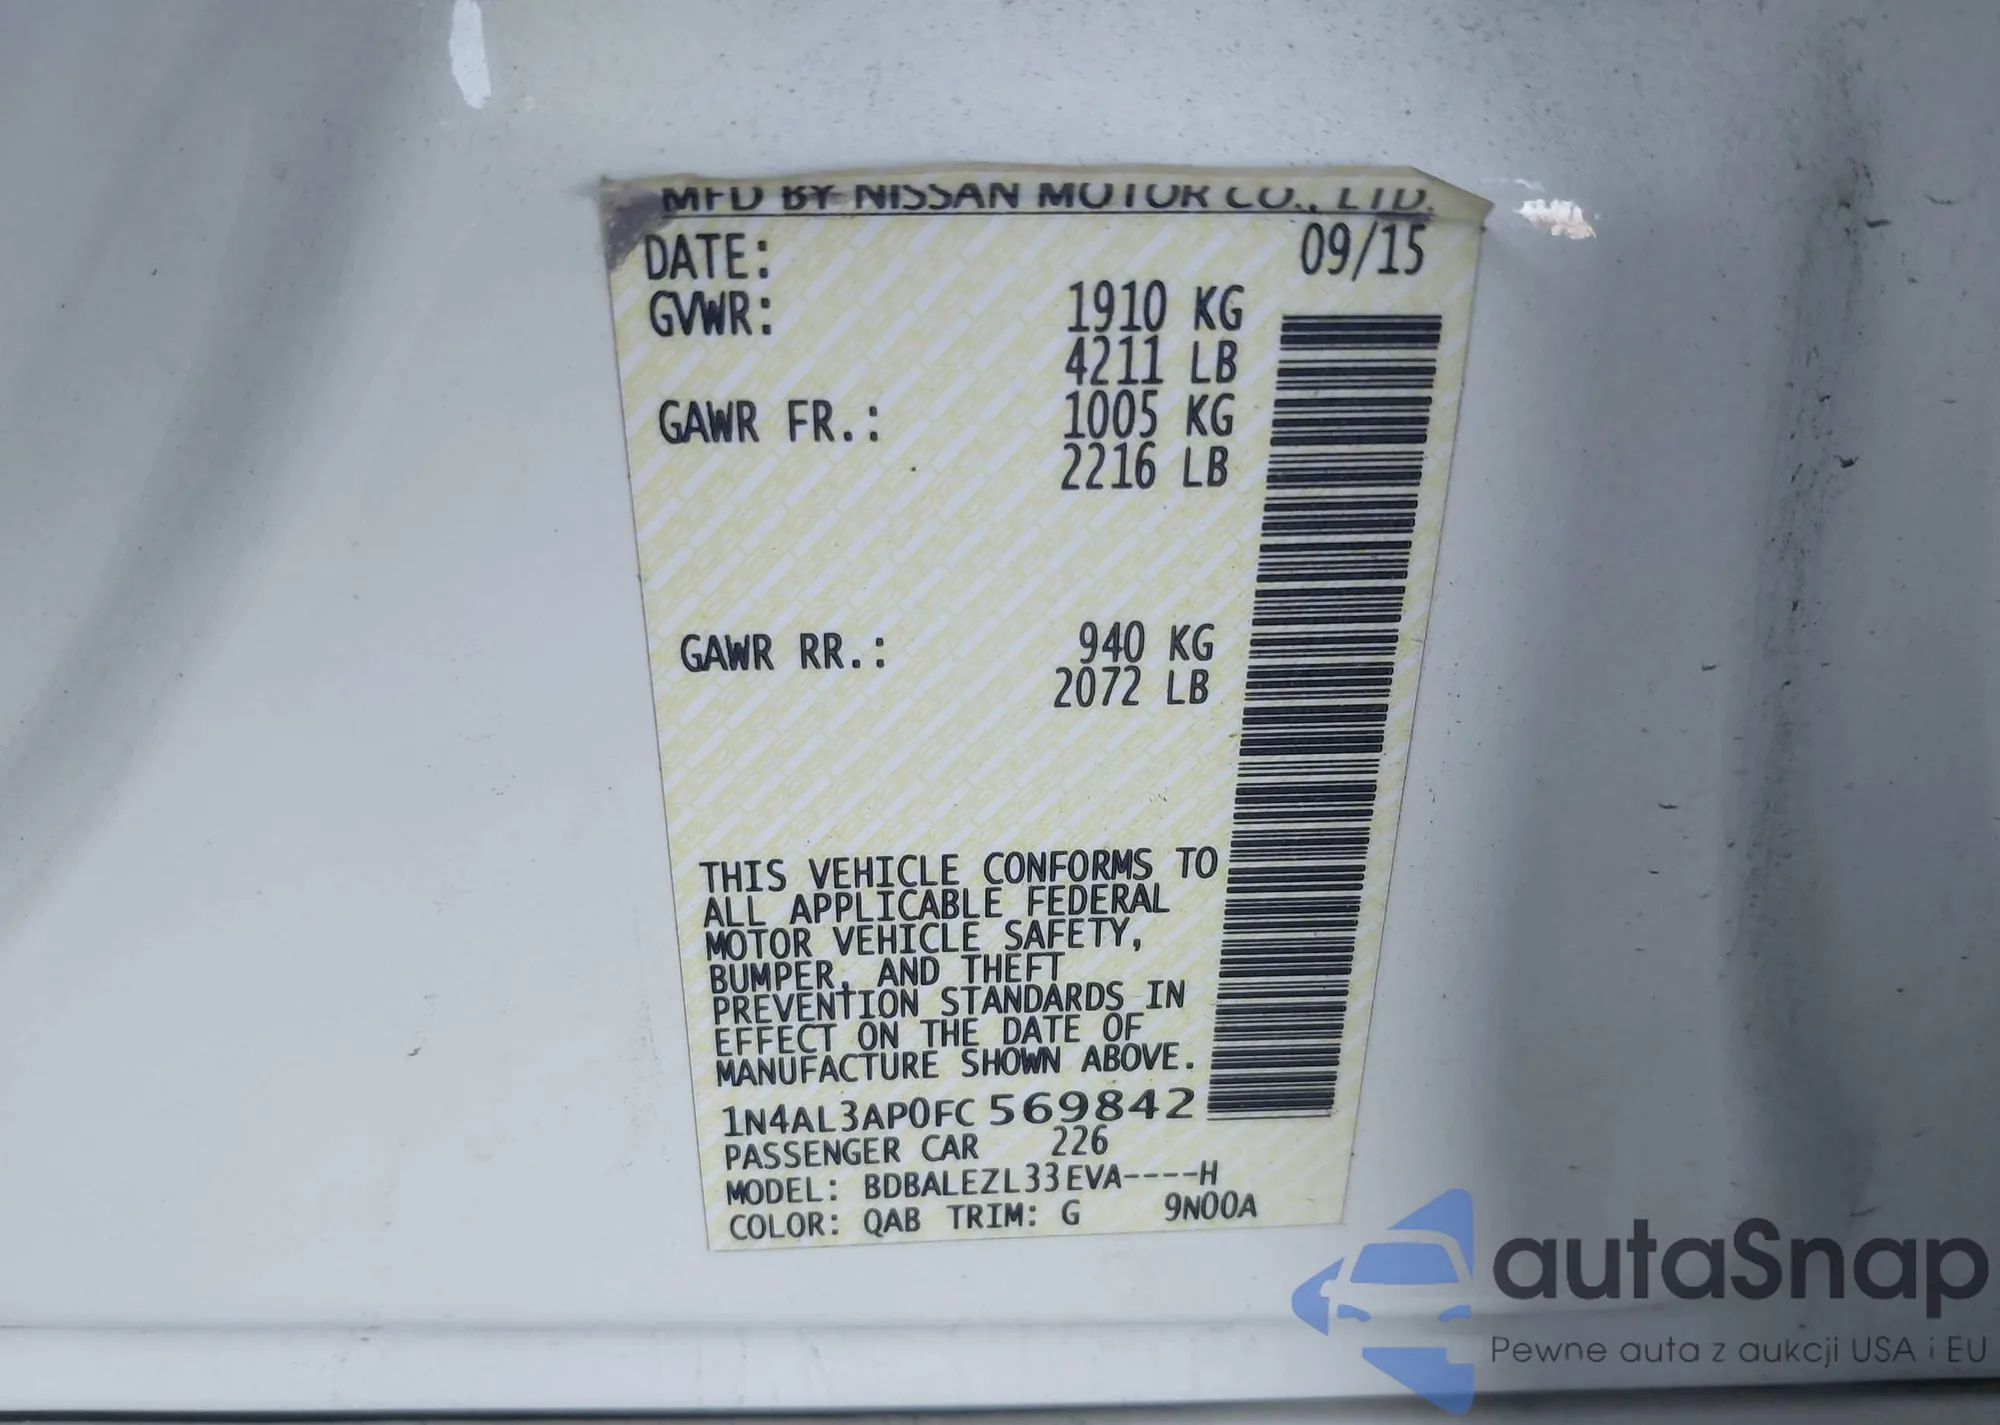 MFD BY NISSAN MOTOR CO., LTD.
DATE: 09/15
GVWR: 1910 KG
4211 LB
GAWR FR.: 1005 KG
2216 LB
GAWR RR.: 940 KG
2072 LB
THIS VEHICLE CONFORMS TO
ALL APPLICABLE FEDERAL
MOTOR VEHICLE SAFETY,
BUMPER, AND THEFT
PREVENTION STANDARDS IN
EFFECT ON THE DATE OF
MANUFACTURE SHOWN ABOVE.
1N4AL3AP0FC569842
PASSENGER CAR 226
MODEL: BDBALEZL33EVA----H
COLOR: QAB TRIM: G 9N00A
autaSnap
Pewne auta z aukcji USA i EU